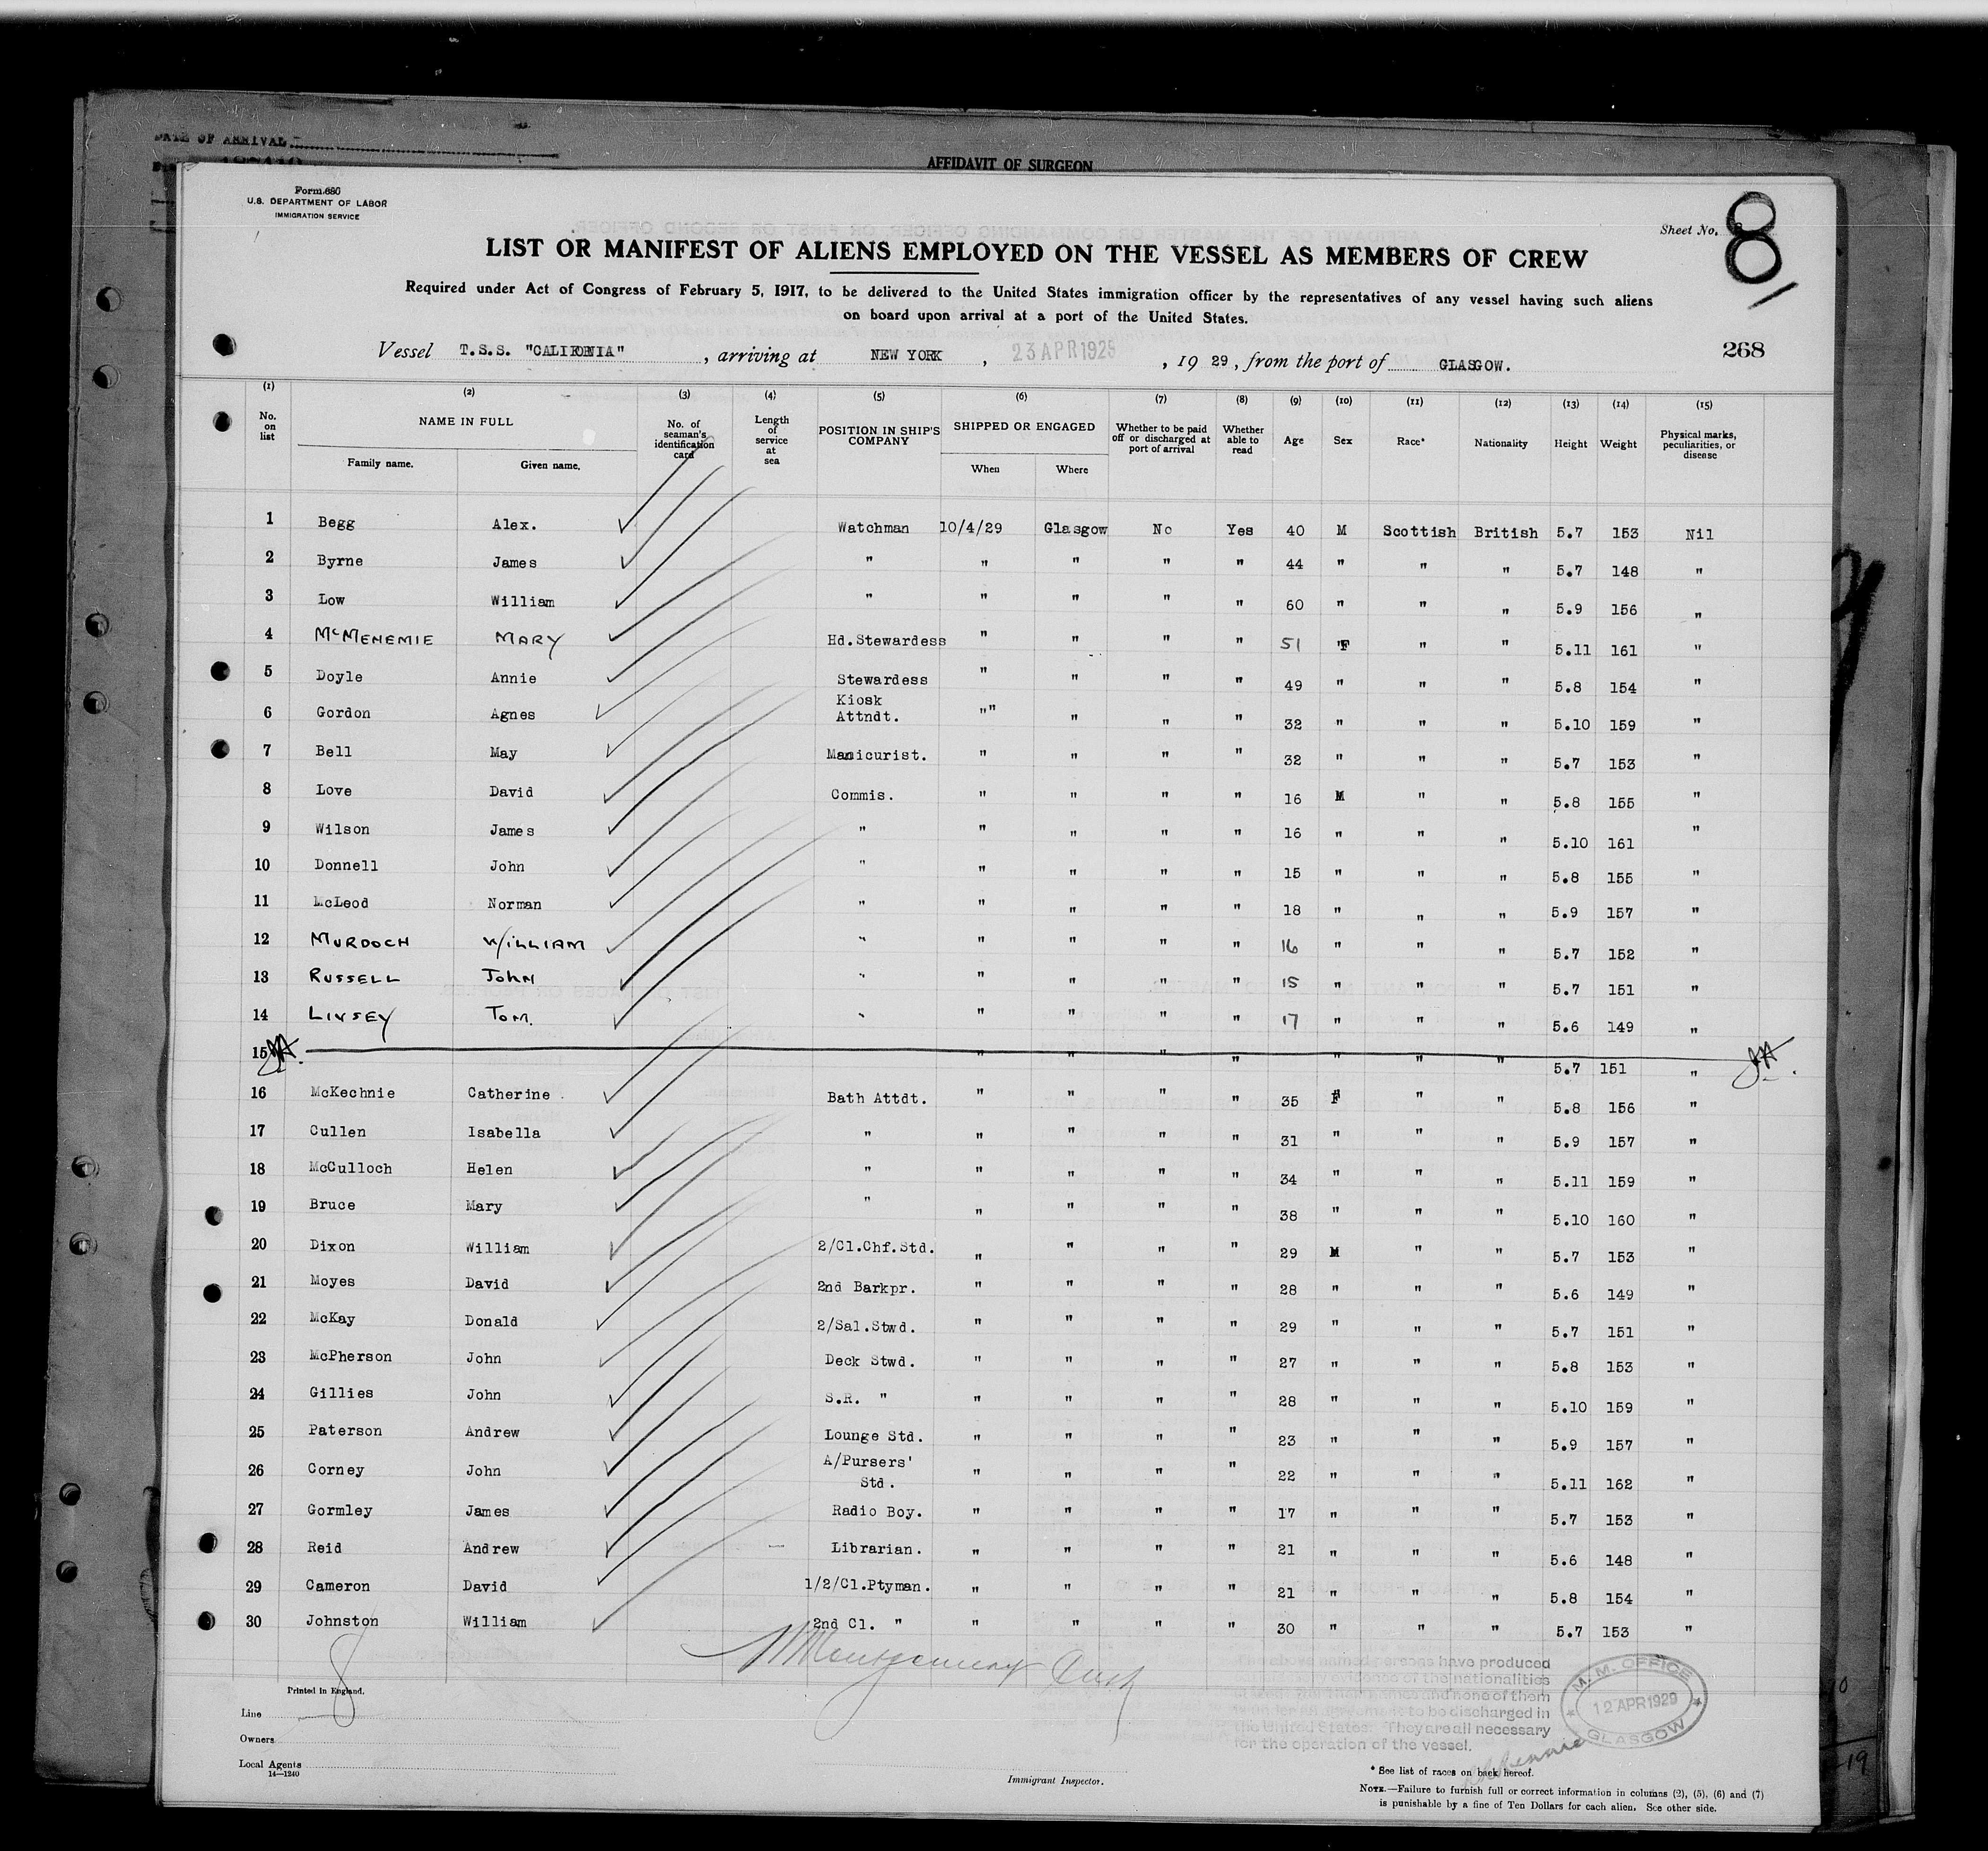 DATE OF ARRIVAL
AFFIDAVIT OF SURGEON
Form 680
U.S. DEPARTMENT OF LABOR
IMMIGRATION SERVICE
Sheet No. 8
LIST OR MANIFEST OF ALIENS EMPLOYED ON THE VESSEL AS MEMBERS OF CREW
Required under Act of Congress of February 5, 1917, to be delivered to the United States immigration officer by the representatives of any vessel having such aliens
on board upon arrival at a port of the United States.
Vessel T.S.S. "CALIFORNIA", arriving at NEW YORK, 23 APR 1929, 19 29, from the port of GLASGOW.
268
(1) (2) (3) (4) (5) (6) (7) (8) (9) (10) (11) (12) (13) (14) (15)
No. on list NAME IN FULL Family name. Given name. No. of seaman's identification card Length of service at sea POSITION IN SHIP'S COMPANY SHIPPED OR ENGAGED When Where Whether to be paid off or discharged at port of arrival Whether able to read Age Sex Race* Nationality Height Weight Physical marks, peculiarities, or disease
1 Begg Alex. Watchman 10/4/29 Glasgow No Yes 40 M Scottish British 5.7 153 Nil
2 Byrne James " " " " " 44 " " " 5.7 148 "
3 Low William " " " " " 60 " " " 5.9 156 "
4 McMENEMIE MARY Hd.Stewardess " " " " 51 F " " 5.11 161 "
5 Doyle Annie Stewardess " " " " 49 " " " 5.8 154 "
6 Gordon Agnes Kiosk Attndt. "" " " " 32 " " " 5.10 159 "
7 Bell May Manicurist. " " " " 32 " " " 5.7 153 "
8 Love David Commis. " " " " 16 M " " 5.8 155 "
9 Wilson James " " " " " 16 " " " 5.10 161 "
10 Donnell John " " " " " 15 " " " 5.8 155 "
11 McLeod Norman " " " " " 18 " " " 5.9 157 "
12 MURDOCH WILLIAM " " " " " 16 " " " 5.7 152 "
13 RUSSELL JOHN " " " " " 15 " " " 5.7 151 "
14 LIVSEY TOM. " " " " " 17 " " " 5.6 149 "
15 " " " " " " " 5.7 151 "
16 McKechnie Catherine Bath Attdt. " " " " 35 F " " 5.8 156 "
17 Cullen Isabella " " " " " 31 " " " 5.9 157 "
18 McCulloch Helen " " " " " 34 " " " 5.11 159 "
19 Bruce Mary " " " " " 38 " " " 5.10 160 "
20 Dixon William 2/Cl.Chf.Std. " " " " 29 M " " 5.7 153 "
21 Moyes David 2nd Barkpr. " " " " 28 " " " 5.6 149 "
22 McKay Donald 2/Sal.Stwd. " " " " 29 " " " 5.7 151 "
23 McPherson John Deck Stwd. " " " " 27 " " " 5.8 153 "
24 Gillies John S.R. " " " " " 28 " " " 5.10 159 "
25 Paterson Andrew Lounge Std. " " " " 23 " " " 5.9 157 "
26 Corney John A/Pursers' Std. " " " " 22 " " " 5.11 162 "
27 Gormley James Radio Boy. " " " " 17 " " " 5.7 153 "
28 Reid Andrew Librarian. " " " " 21 " " " 5.6 148 "
29 Cameron David 1/2/Cl.Ptyman. " " " " 21 " " " 5.8 154 "
30 Johnston William 2nd Cl. " " " " " 30 " " " 5.7 153 "
Printed in England.
Line
Owners
Local Agents
14—1240
8
Immigrant Inspector.
The above named persons have produced
evidence of the nationalities
and none of them
to be discharged in
the United States. They are all necessary
for the operation of the vessel.
M. M. OFFICE
12 APR 1929
GLASGOW
* See list of races on back hereof.
NOTE.—Failure to furnish full or correct information in columns (2), (5), (6) and (7)
is punishable by a fine of Ten Dollars for each alien. See other side.